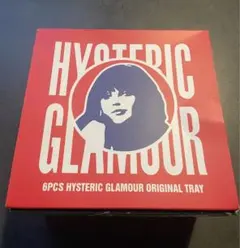 HYSTERIC
GLAMOUR
6PCS HYSTERIC GLAMOUR ORIGINAL TRAY